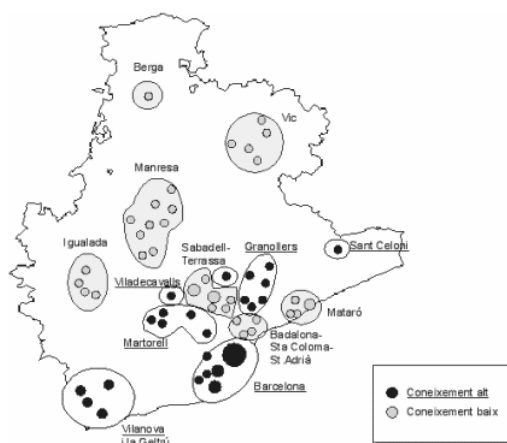 Berga
Vic
Manresa
Igualada
Sabadell-
Terrassa
Granollers
Sant Celoni
Viladecavalls
Mataró
Martorell
Badalona-
Sta Coloma-
St Adrià
Barcelona
Vilanova
i la Geltrú
Coneixement alt
Coneixement baix